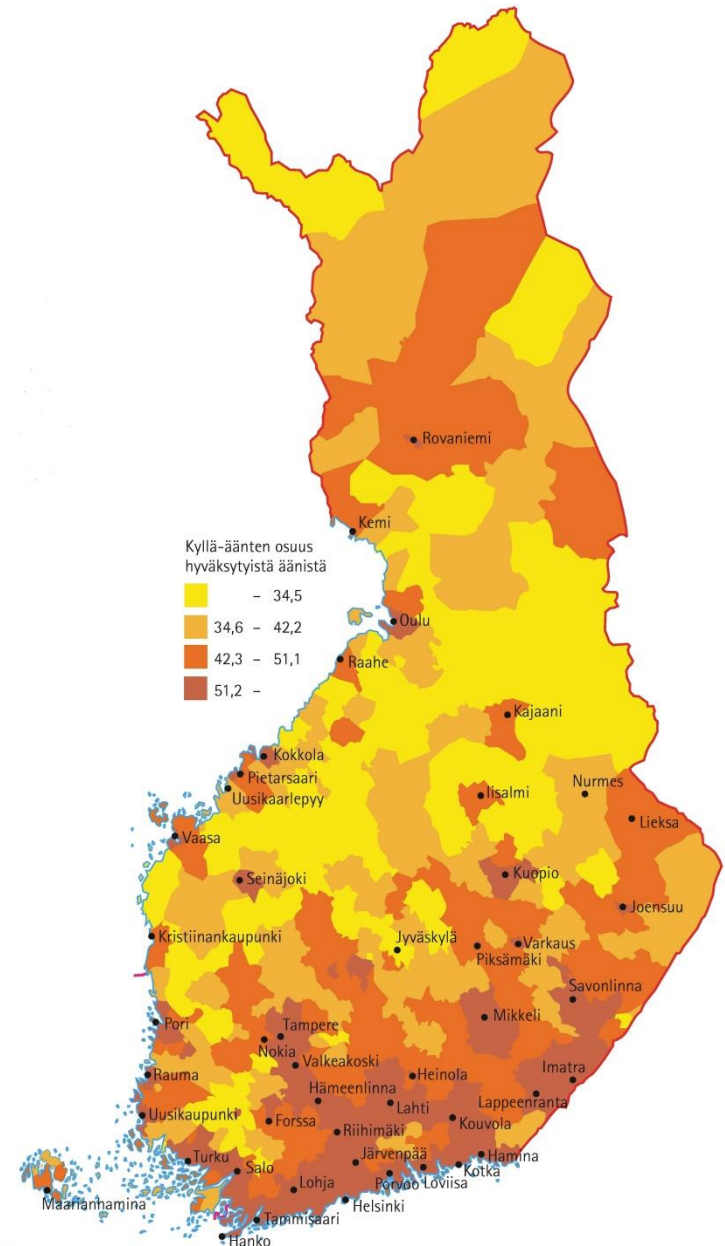 Rovaniemi
Kemi
Kyllä-äänten osuus
hyväksytyistä äänistä
– 34,5
34,6 – 42,2
42,3 – 51,1
51,2 –
Oulu
Raahe
Kajaani
Kokkola
Pietarsaari
Uusikaarlepyy
Iisalmi
Nurmes
Lieksa
Vaasa
Seinäjoki
Kuopio
Joensuu
Kristiinankaupunki
Jyväskylä
Varkaus
Piksämäki
Savonlinna
Mikkeli
Pori
Tampere
Nokia
Valkeakoski
Rauma
Heinola
Imatra
Hämeenlinna
Lappeenranta
Lahti
Uusikaupunki
Forssa
Kouvola
Riihimäki
Turku
Salo
Järvenpää
Hamina
Kotka
Loviisa
Porvoo
Lohja
Helsinki
Maarianhamina
Tammisaari
Hanko